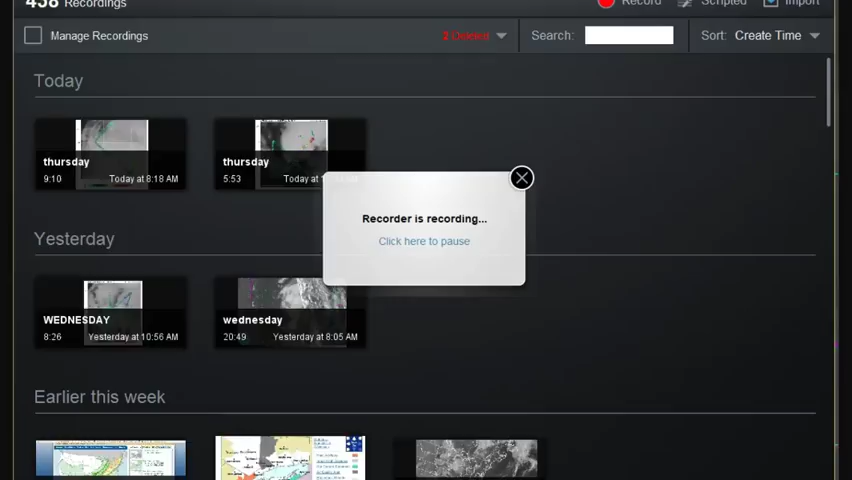 438 Recordings
Record
Scripted
Import
Manage Recordings
2 Deleted
Search:
Sort: Create Time
Today
thursday
9:10 Today at 8:18 AM
thursday
5:53 Today at
Recorder is recording...
Click here to pause
Yesterday
WEDNESDAY
8:26 Yesterday at 10:56 AM
wednesday
20:49 Yesterday at 8:05 AM
Earlier this week